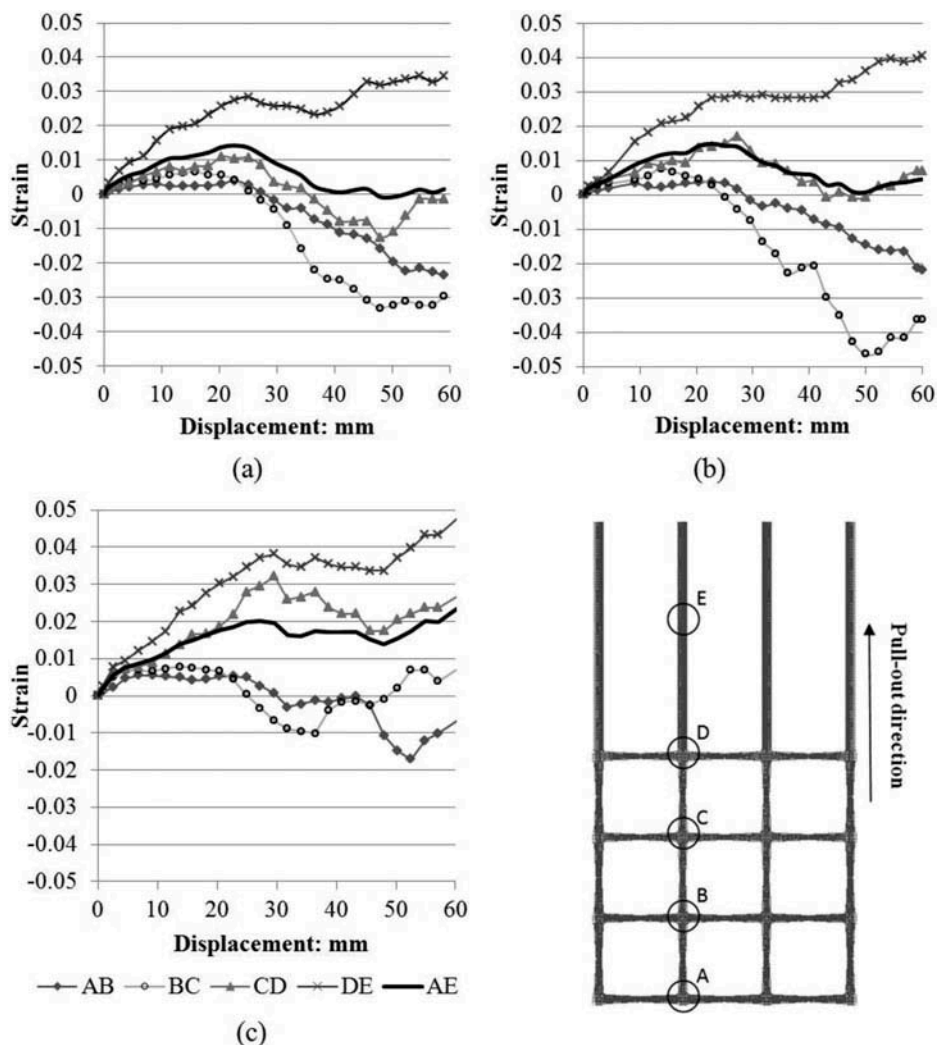 0.05
0.04
0.03
0.02
0.01
0
-0.01
-0.02
-0.03
-0.04
-0.05
Strain
0 10 20 30 40 50 60
Displacement: mm
(a)
0.05
0.04
0.03
0.02
0.01
0
-0.01
-0.02
-0.03
-0.04
-0.05
Strain
0 10 20 30 40 50 60
Displacement: mm
(b)
0.05
0.04
0.03
0.02
0.01
0
-0.01
-0.02
-0.03
-0.04
-0.05
Strain
0 10 20 30 40 50 60
Displacement: mm
AB BC CD DE AE
(c)
E
D
C
B
A
Pull-out direction